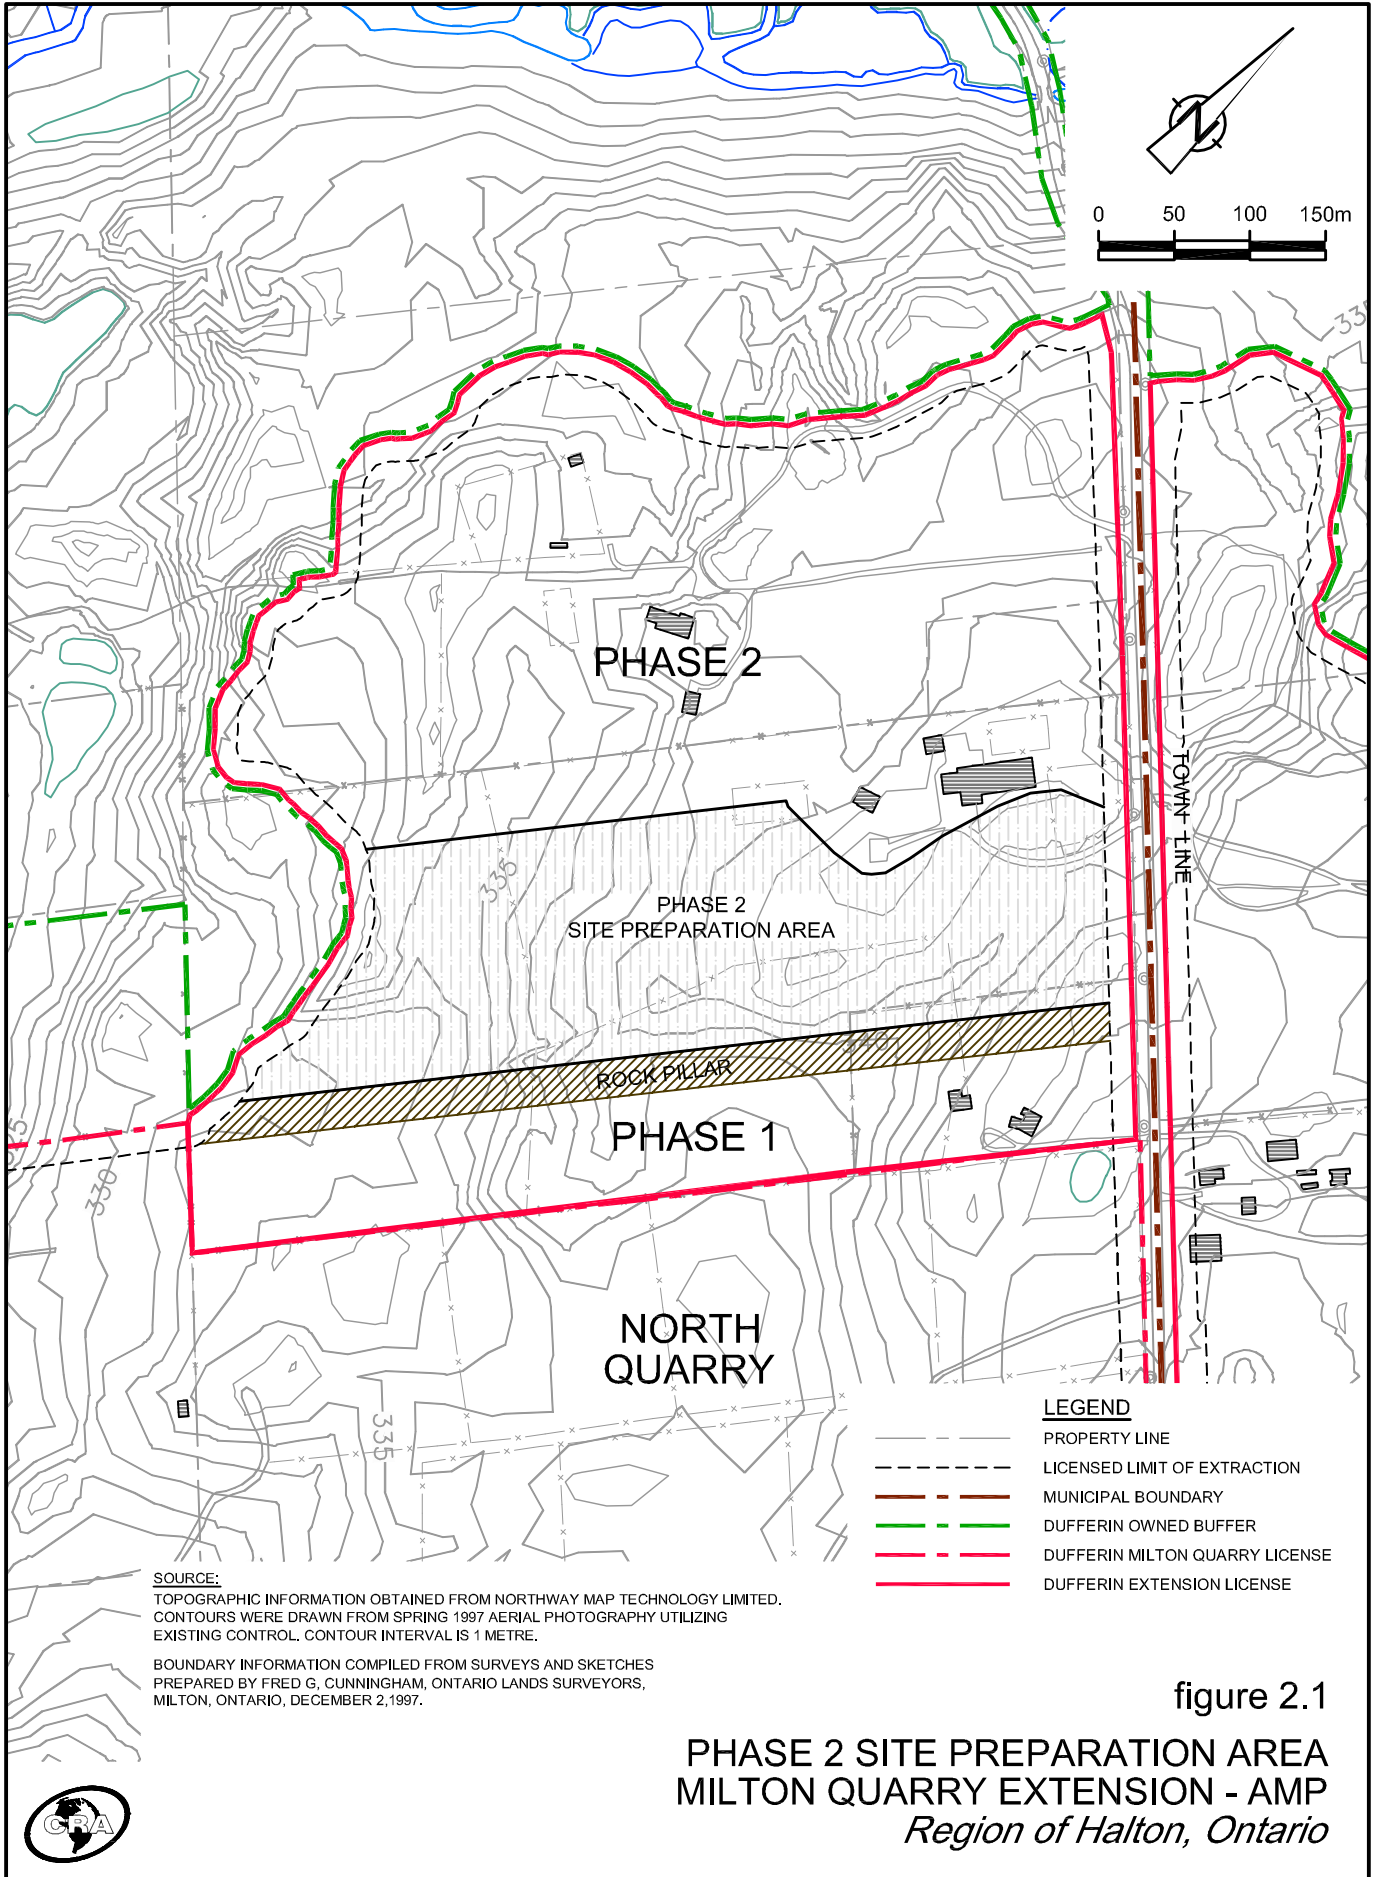 N
0 50 100 150m
335
PHASE 2
TOWN LINE
335
PHASE 2
SITE PREPARATION AREA
340
ROCK PILLAR
PHASE 1
325
330
NORTH
QUARRY
335
LEGEND
PROPERTY LINE
LICENSED LIMIT OF EXTRACTION
MUNICIPAL BOUNDARY
DUFFERIN OWNED BUFFER
DUFFERIN MILTON QUARRY LICENSE
DUFFERIN EXTENSION LICENSE
SOURCE:
TOPOGRAPHIC INFORMATION OBTAINED FROM NORTHWAY MAP TECHNOLOGY LIMITED.
CONTOURS WERE DRAWN FROM SPRING 1997 AERIAL PHOTOGRAPHY UTILIZING
EXISTING CONTROL. CONTOUR INTERVAL IS 1 METRE.
BOUNDARY INFORMATION COMPILED FROM SURVEYS AND SKETCHES
PREPARED BY FRED G, CUNNINGHAM, ONTARIO LANDS SURVEYORS,
MILTON, ONTARIO, DECEMBER 2,1997.
figure 2.1
PHASE 2 SITE PREPARATION AREA
MILTON QUARRY EXTENSION - AMP
Region of Halton, Ontario
CRA